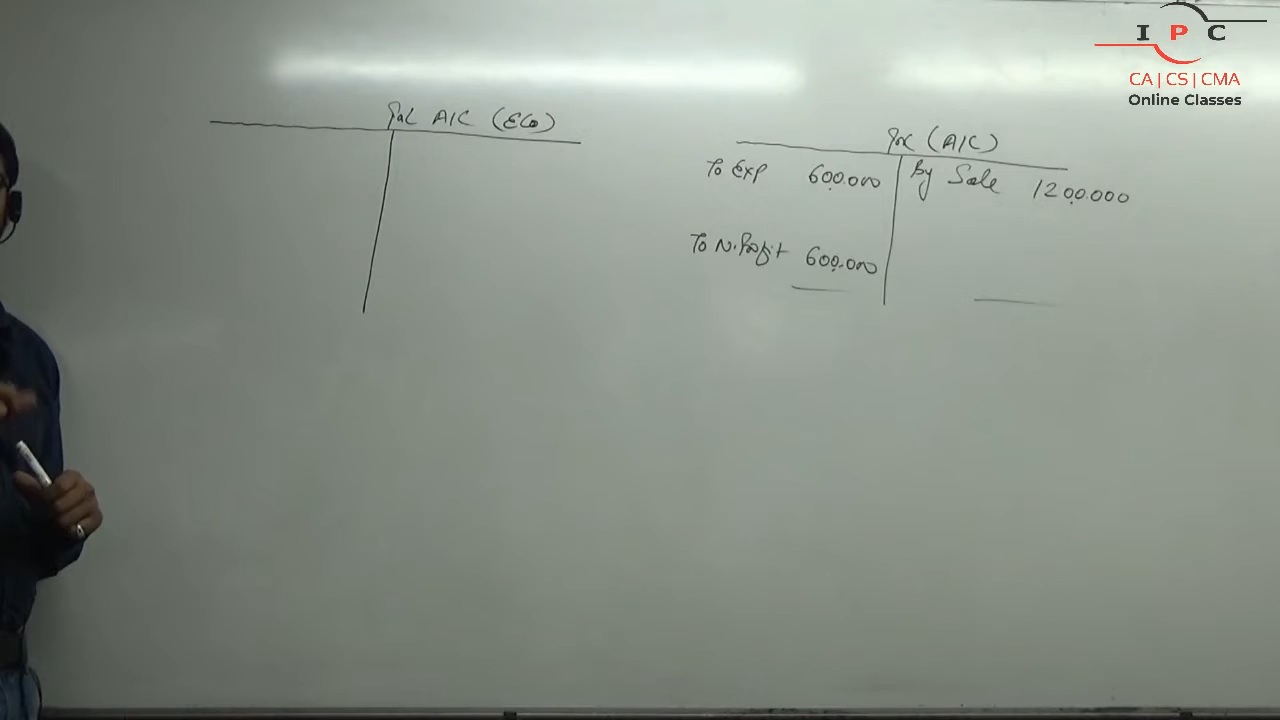 I P C
CA | CS | CMA
Online Classes
P&L A/C (ECO)
P&L (A/C)
To Exp 600,000 By Sale 1200,000
To N.Profit 600,000